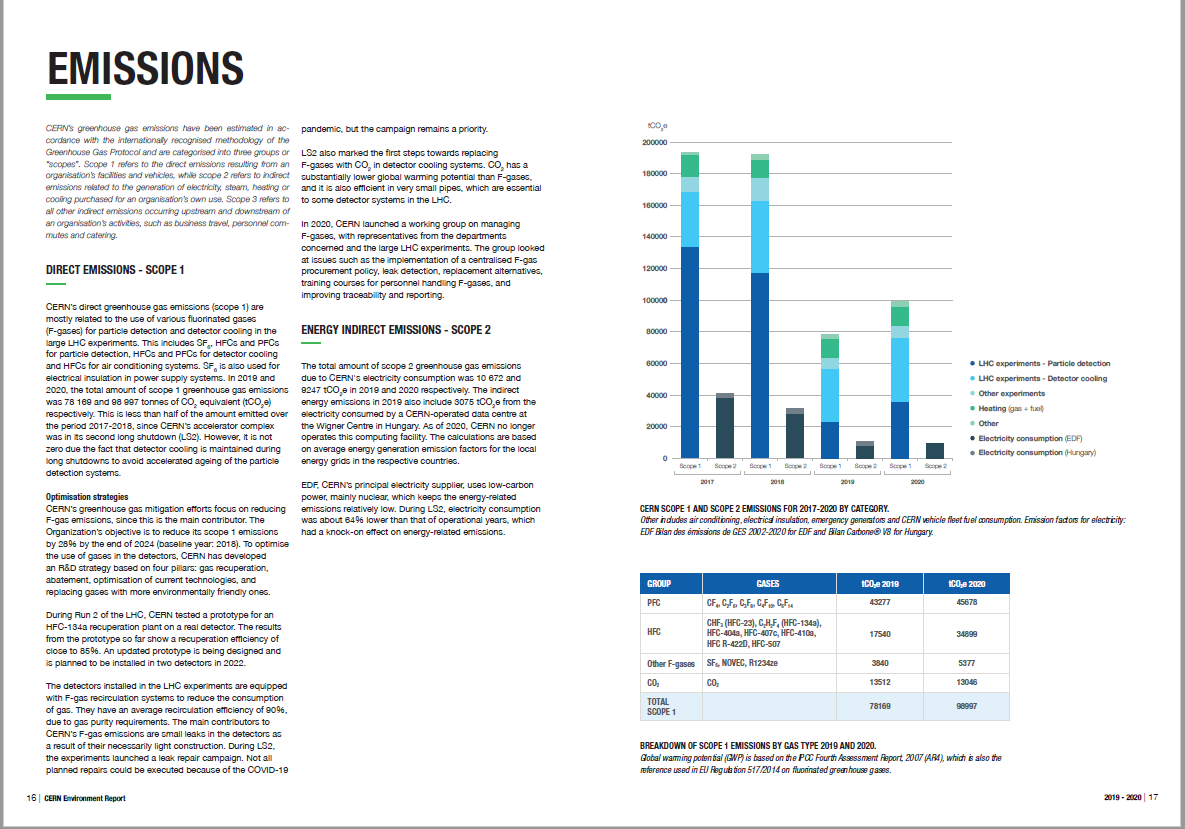 EMISSIONS
CERN's greenhouse gas emissions have been estimated in ac-
cordance with the internationally recognised methodology of the
Greenhouse Gas Protocol and are categorised into three groups or
"scopes". Scope 1 refers to the direct emissions resulting from an
organisation's facilities and vehicles, while scope 2 refers to indirect
emissions related to the generation of electricity, steam, heating or
cooling purchased for an organisation's own use. Scope 3 refers to
all other indirect emissions occurring upstream and downstream of
an organisation's activities, such as business travel, personnel com-
mutes and catering.
DIRECT EMISSIONS - SCOPE 1
CERN's direct greenhouse gas emissions (scope 1) are
mostly related to the use of various fluorinated gases
(F-gases) for particle detection and detector cooling in the
large LHC experiments. This includes SF₆, HFCs and PFCs
for particle detection, HFCs and PFCs for detector cooling
and HFCs for air conditioning systems. SF₆ is also used for
electrical insulation in power supply systems. In 2019 and
2020, the total amount of scope 1 greenhouse gas emissions
was 78 169 and 98 997 tonnes of CO₂ equivalent (tCO₂e)
respectively. This is less than half of the amount emitted over
the period 2017-2018, since CERN's accelerator complex
was in its second long shutdown (LS2). However, it is not
zero due the fact that detector cooling is maintained during
long shutdowns to avoid accelerated ageing of the particle
detection systems.
Optimisation strategies
CERN's greenhouse gas mitigation efforts focus on reducing
F-gas emissions, since this is the main contributor. The
Organization's objective is to reduce its scope 1 emissions
by 28% by the end of 2024 (baseline year: 2018). To optimise
the use of gases in the detectors, CERN has developed
an R&D strategy based on four pillars: gas recuperation,
abatement, optimisation of current technologies, and
replacing gases with more environmentally friendly ones.
During Run 2 of the LHC, CERN tested a prototype for an
HFC-134a recuperation plant on a real detector. The results
from the prototype so far show a recuperation efficiency of
close to 85%. An updated prototype is being designed and
is planned to be installed in two detectors in 2022.
The detectors installed in the LHC experiments are equipped
with F-gas recirculation systems to reduce the consumption
of gas. They have an average recirculation efficiency of 90%,
due to gas purity requirements. The main contributors to
CERN's F-gas emissions are small leaks in the detectors as
a result of their necessarily light construction. During LS2,
the experiments launched a leak repair campaign. Not all
planned repairs could be executed because of the COVID-19
pandemic, but the campaign remains a priority.
LS2 also marked the first steps towards replacing
F-gases with CO₂ in detector cooling systems. CO₂ has a
substantially lower global warming potential than F-gases,
and it is also efficient in very small pipes, which are essential
to some detector systems in the LHC.
In 2020, CERN launched a working group on managing
F-gases, with representatives from the departments
concerned and the large LHC experiments. The group looked
at issues such as the implementation of a centralised F-gas
procurement policy, leak detection, replacement alternatives,
training courses for personnel handling F-gases, and
improving traceability and reporting.
ENERGY INDIRECT EMISSIONS - SCOPE 2
The total amount of scope 2 greenhouse gas emissions
due to CERN's electricity consumption was 10 672 and
9247 tCO₂e in 2019 and 2020 respectively. The indirect
energy emissions in 2019 also include 3075 tCO₂e from the
electricity consumed by a CERN-operated data centre at
the Wigner Centre in Hungary. As of 2020, CERN no longer
operates this computing facility. The calculations are based
on average energy generation emission factors for the local
energy grids in the respective countries.
EDF, CERN's principal electricity supplier, uses low-carbon
power, mainly nuclear, which keeps the energy-related
emissions relatively low. During LS2, electricity consumption
was about 64% lower than that of operational years, which
had a knock-on effect on energy-related emissions.
16 | CERN Environment Report
tCO₂e
200000
180000
160000
140000
120000
100000
80000
60000
40000
20000
0
Scope 1 Scope 2 Scope 1 Scope 2 Scope 1 Scope 2 Scope 1 Scope 2
2017 2018 2019 2020
LHC experiments - Particle detection
LHC experiments - Detector cooling
Other experiments
Heating (gas + fuel)
Other
Electricity consumption (EDF)
Electricity consumption (Hungary)
CERN SCOPE 1 AND SCOPE 2 EMISSIONS FOR 2017-2020 BY CATEGORY.
Other includes air conditioning, electrical insulation, emergency generators and CERN vehicle fleet fuel consumption. Emission factors for electricity:
EDF Bilan des émissions de GES 2002-2020 for EDF and Bilan Carbone® V8 for Hungary.
GROUP GASES tCO₂e 2019 tCO₂e 2020
PFC CF₄, C₂F₆, C₃F₈, C₄F₁₀, C₆F₁₄ 43277 45678
CHF₃ (HFC-23), C₂H₂F₄ (HFC-134a),
HFC HFC-404a, HFC-407c, HFC-410a, 17540 34899
HFC R-422D, HFC-507
Other F-gases SF₆, NOVEC, R1234ze 3840 5377
CO₂ CO₂ 13512 13046
TOTAL
SCOPE 1 78169 98997
BREAKDOWN OF SCOPE 1 EMISSIONS BY GAS TYPE 2019 AND 2020.
Global warming potential (GWP) is based on the IPCC Fourth Assessment Report, 2007 (AR4), which is also the
reference used in EU Regulation 517/2014 on fluorinated greenhouse gases.
2019 - 2020 | 17